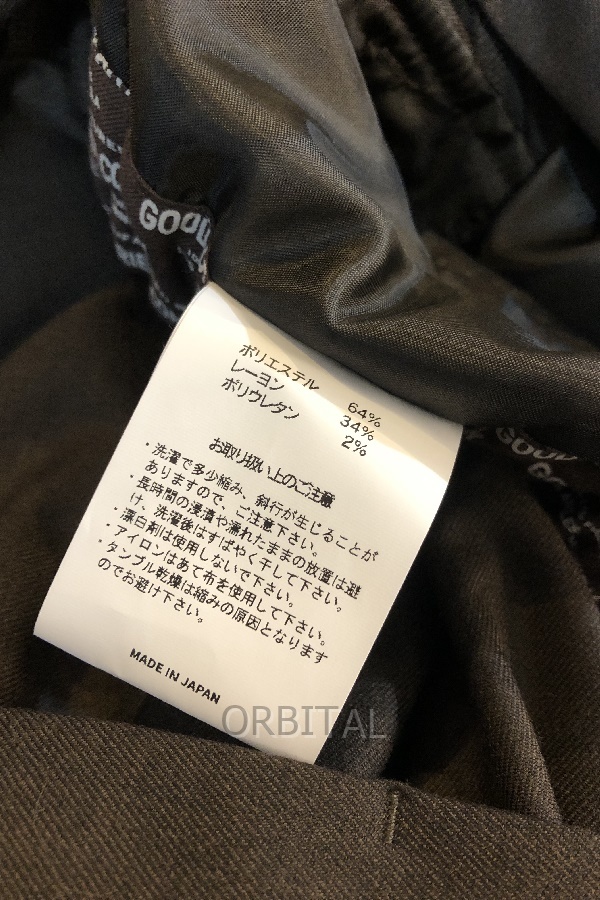 GOOD
ポリエステル 64%
レーヨン 34%
ポリウレタン 2%
お取り扱い上のご注意
・洗濯で多少縮み、斜行が生じることが
ありますので、ご注意下さい。
・長時間の浸漬や濡れたままの放置は避
け、洗濯後はすばやく干して下さい。
・漂白剤は使用しないで下さい。
・アイロンはあて布を使用して下さい。
・タンブル乾燥は縮みの原因となります
のでお避け下さい。
MADE IN JAPAN
GOOD
ORBITAL